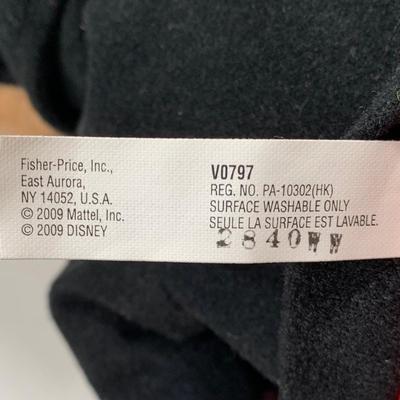 Fisher-Price, Inc.,
East Aurora,
NY 14052, U.S.A.
© 2009 Mattel, Inc.
© 2009 DISNEY
V0797
REG. NO. PA-10302(HK)
SURFACE WASHABLE ONLY
SEULE LA SURFACE EST LAVABLE.
2840WW